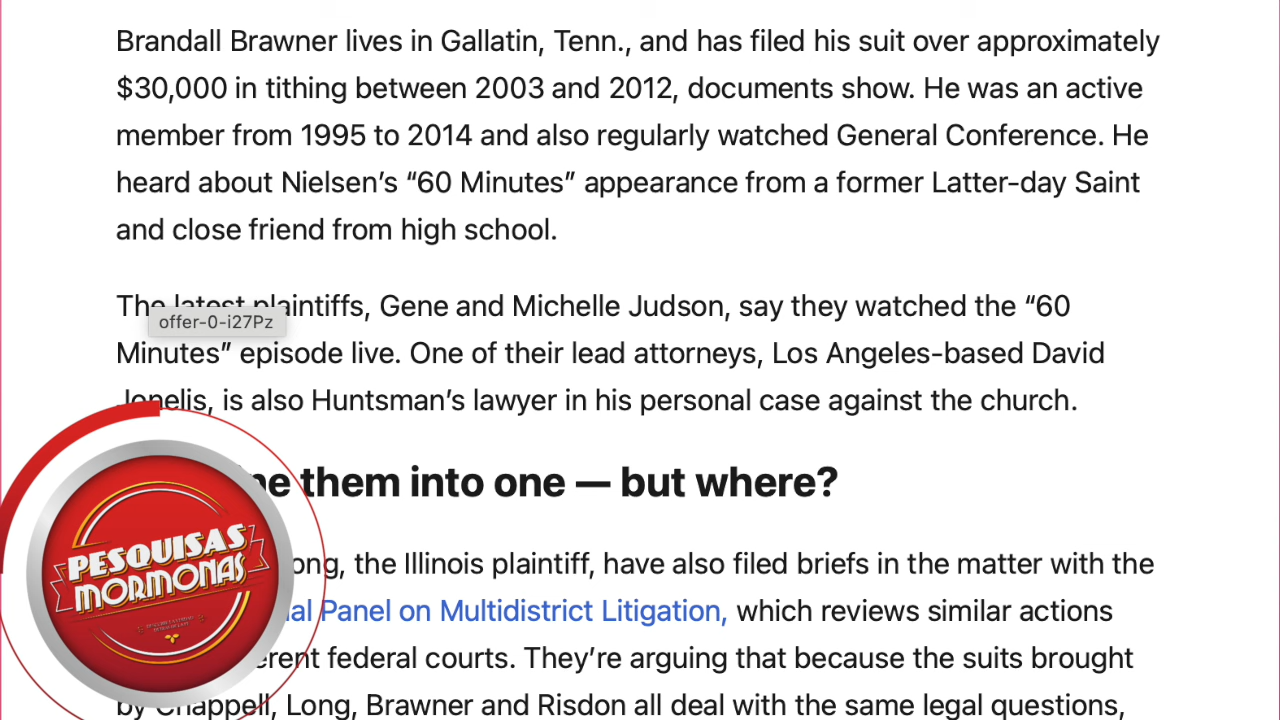 Brandall Brawner lives in Gallatin, Tenn., and has filed his suit over approximately
$30,000 in tithing between 2003 and 2012, documents show. He was an active
member from 1995 to 2014 and also regularly watched General Conference. He
heard about Nielsen’s “60 Minutes” appearance from a former Latter-day Saint
and close friend from high school.
The latest plaintiffs, Gene and Michelle Judson, say they watched the “60
offer-0-i27Pz
Minutes” episode live. One of their lead attorneys, Los Angeles-based David
Jonelis, is also Huntsman’s lawyer in his personal case against the church.
them into one — but where?
the Illinois plaintiff, have also filed briefs in the matter with the
Panel on Multidistrict Litigation, which reviews similar actions
federal courts. They’re arguing that because the suits brought
by Chappell, Long, Brawner and Risdon all deal with the same legal questions,
PESQUISAS
MORMONAS